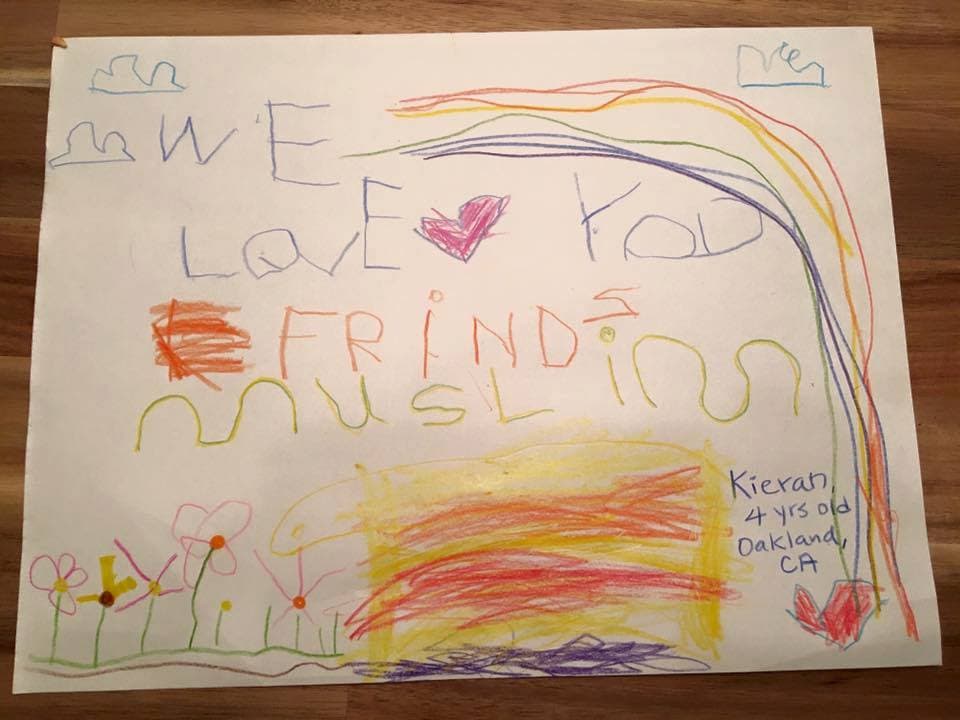 WE
LOVE YOU
FRiNDS
MUSLiM
Kieran,
4 yrs old
Oakland,
CA